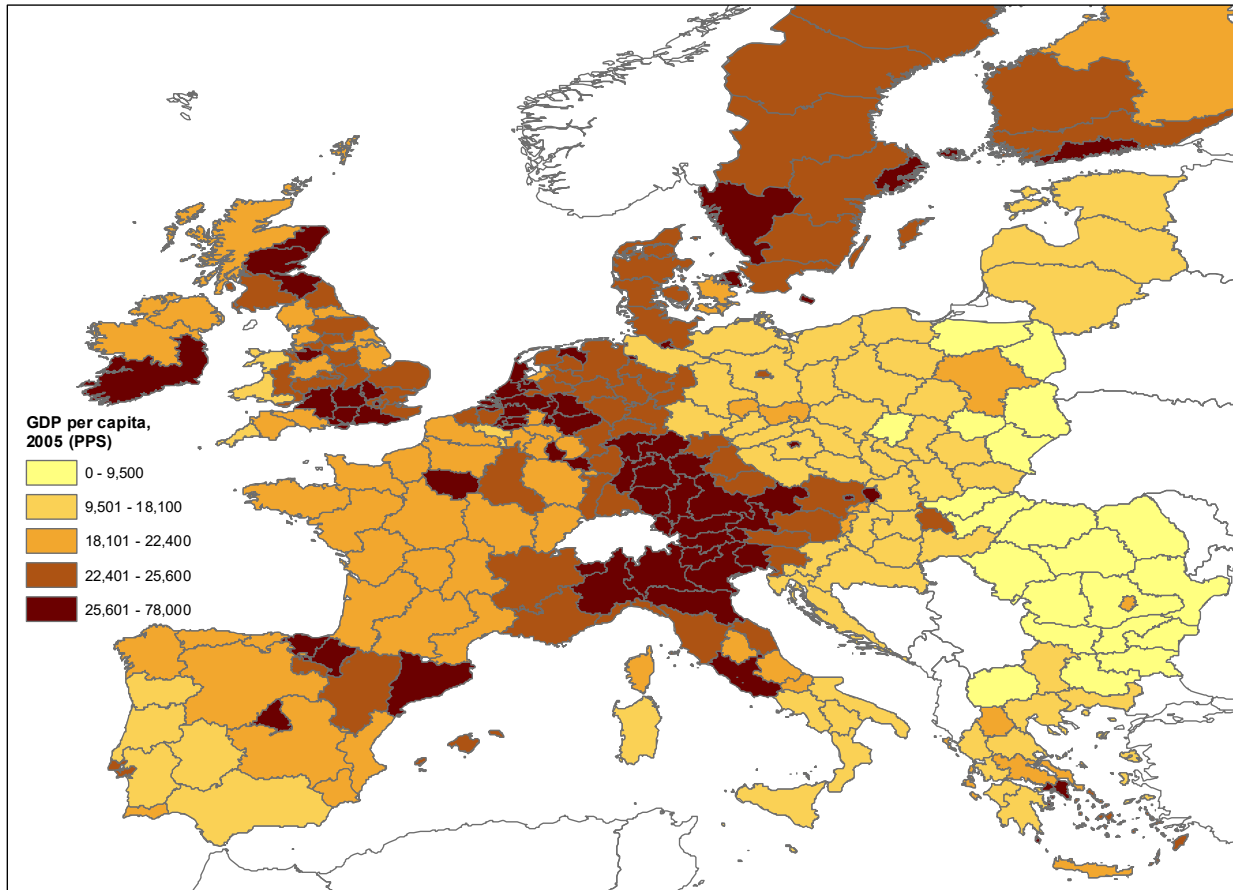 GDP per capita,
2005 (PPS)
0 - 9,500
9,501 - 18,100
18,101 - 22,400
22,401 - 25,600
25,601 - 78,000